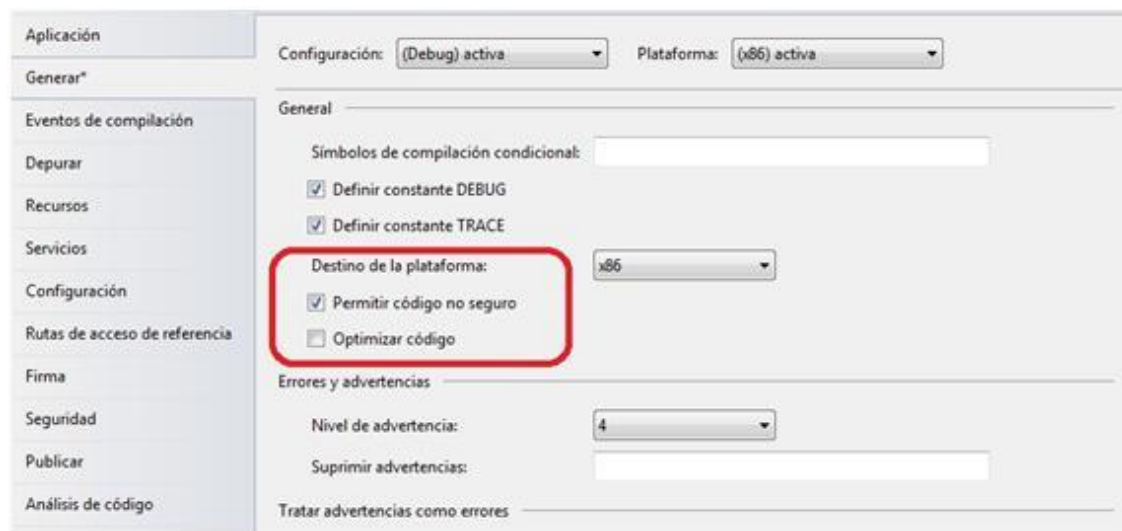 Aplicación
Generar*
Eventos de compilación
Depurar
Recursos
Servicios
Configuración
Rutas de acceso de referencia
Firma
Seguridad
Publicar
Análisis de código
Configuración: (Debug) activa Plataforma: (x86) activa
General
Símbolos de compilación condicional:
Definir constante DEBUG
Definir constante TRACE
Destino de la plataforma: x86
Permitir código no seguro
Optimizar código
Errores y advertencias
Nivel de advertencia: 4
Suprimir advertencias:
Tratar advertencias como errores